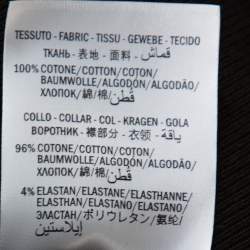 TESSUTO - FABRIC - TISSU - GEWEBE - TECIDO
ТКАНЬ - 表地 - 面料 - قماش
100% COTONE/COTTON/COTON/
BAUMWOLLE/ALGODÓN/ALGODÃO/
ХЛОПОК/綿/棉/ قطن
COLLO - COLLAR - COL - KRAGEN - GOLA
ВОРОТНИК - 襟部分 - 衣领 - ياقة
96% COTONE/COTTON/COTON/
BAUMWOLLE/ALGODÓN/ALGODÃO/
ХЛОПОК/綿/棉/ قطن
4% ELASTAN/ELASTANE/ELASTHANNE/
ELASTHAN/ELASTANO/ELASTANO/
ЭЛАСТАН/ポリウレタン/氨纶/
إيلاستين